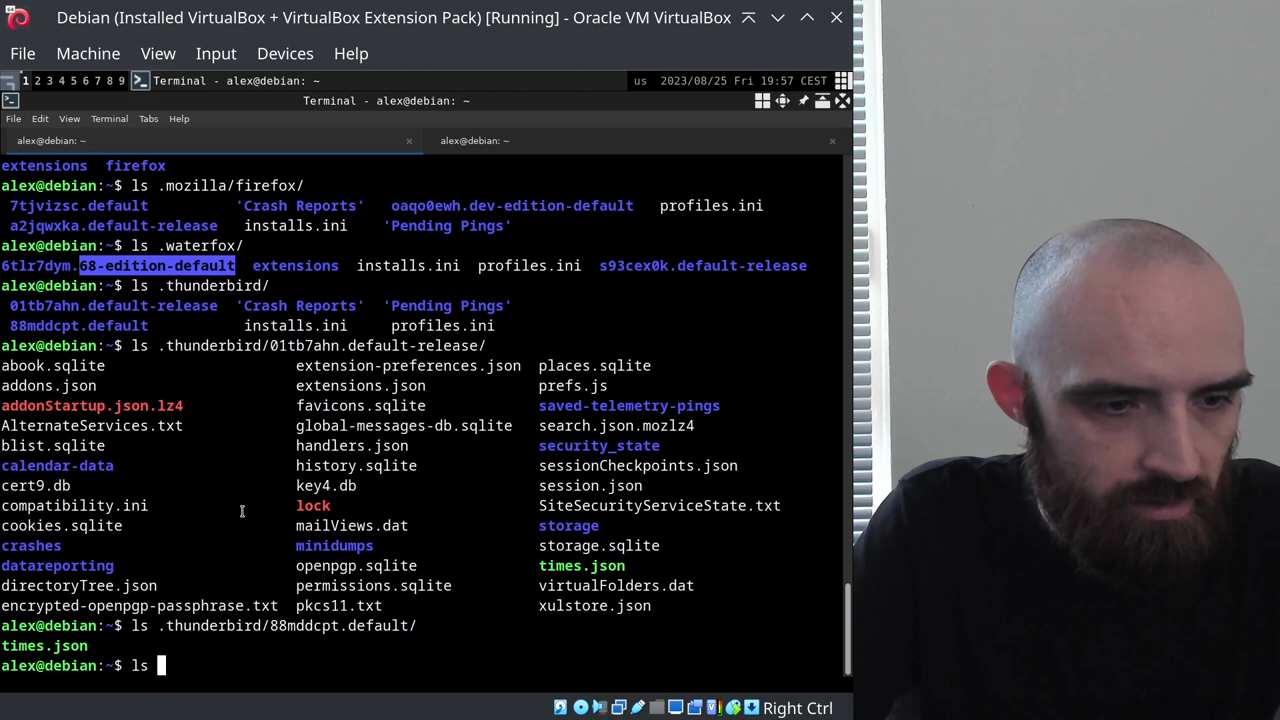 Debian (Installed VirtualBox + VirtualBox Extension Pack) [Running] - Oracle VM VirtualBox
File Machine View Input Devices Help
1 2 3 4 5 6 7 8 9 Terminal - alex@debian: ~ us 2023/08/25 Fri 19:57 CEST
Terminal - alex@debian: ~
File Edit View Terminal Tabs Help
alex@debian: ~ alex@debian: ~
extensions firefox
alex@debian:~$ ls .mozilla/firefox/
7tjvizsc.default 'Crash Reports' oaqo0ewh.dev-edition-default profiles.ini
a2jqwxka.default-release installs.ini 'Pending Pings'
alex@debian:~$ ls .waterfox/
6tlr7dym.68-edition-default extensions installs.ini profiles.ini s93cex0k.default-release
alex@debian:~$ ls .thunderbird/
01tb7ahn.default-release 'Crash Reports' 'Pending Pings'
88mddcpt.default installs.ini profiles.ini
alex@debian:~$ ls .thunderbird/01tb7ahn.default-release/
abook.sqlite extension-preferences.json places.sqlite
addons.json extensions.json prefs.js
addonStartup.json.lz4 favicons.sqlite saved-telemetry-pings
AlternateServices.txt global-messages-db.sqlite search.json.mozlz4
blist.sqlite handlers.json security_state
calendar-data history.sqlite sessionCheckpoints.json
cert9.db key4.db session.json
compatibility.ini lock SiteSecurityServiceState.txt
cookies.sqlite mailViews.dat storage
crashes minidumps storage.sqlite
datareporting openpgp.sqlite times.json
directoryTree.json permissions.sqlite virtualFolders.dat
encrypted-openpgp-passphrase.txt pkcs11.txt xulstore.json
alex@debian:~$ ls .thunderbird/88mddcpt.default/
times.json
alex@debian:~$ ls
Right Ctrl